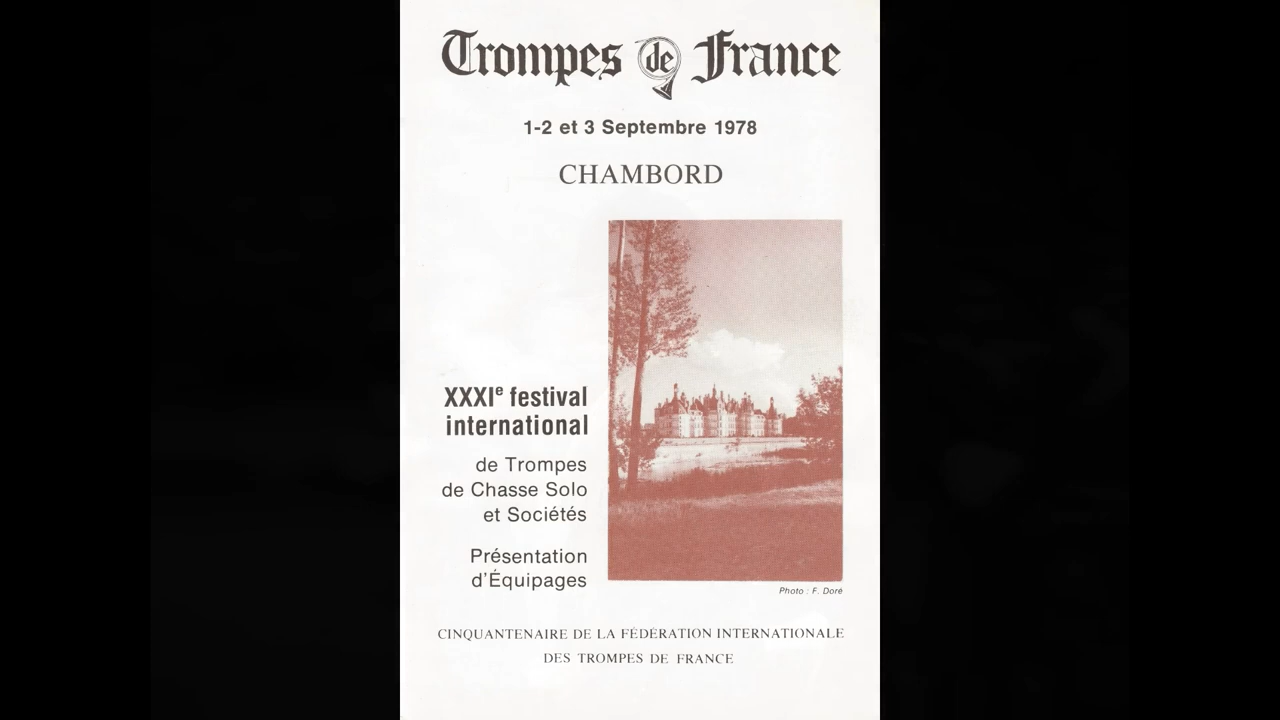 Trompes de France
1-2 et 3 Septembre 1978
CHAMBORD
XXXIe festival
international
de Trompes
de Chasse Solo
et Sociétés
Présentation
d'Équipages
Photo : F. Doré
CINQUANTENAIRE DE LA FÉDÉRATION INTERNATIONALE
DES TROMPES DE FRANCE